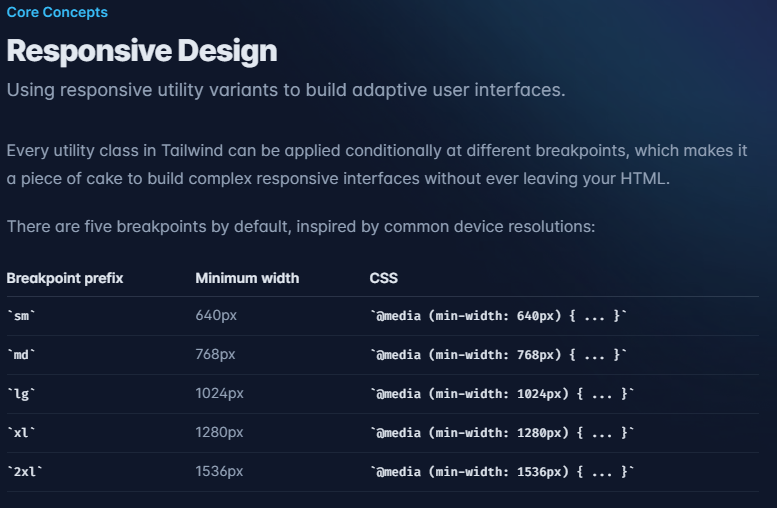 Core Concepts
Responsive Design
Using responsive utility variants to build adaptive user interfaces.
Every utility class in Tailwind can be applied conditionally at different breakpoints, which makes it
a piece of cake to build complex responsive interfaces without ever leaving your HTML.
There are five breakpoints by default, inspired by common device resolutions:
Breakpoint prefix Minimum width CSS
`sm` 640px `@media (min-width: 640px) { ... }`
`md` 768px `@media (min-width: 768px) { ... }`
`lg` 1024px `@media (min-width: 1024px) { ... }`
`xl` 1280px `@media (min-width: 1280px) { ... }`
`2xl` 1536px `@media (min-width: 1536px) { ... }`